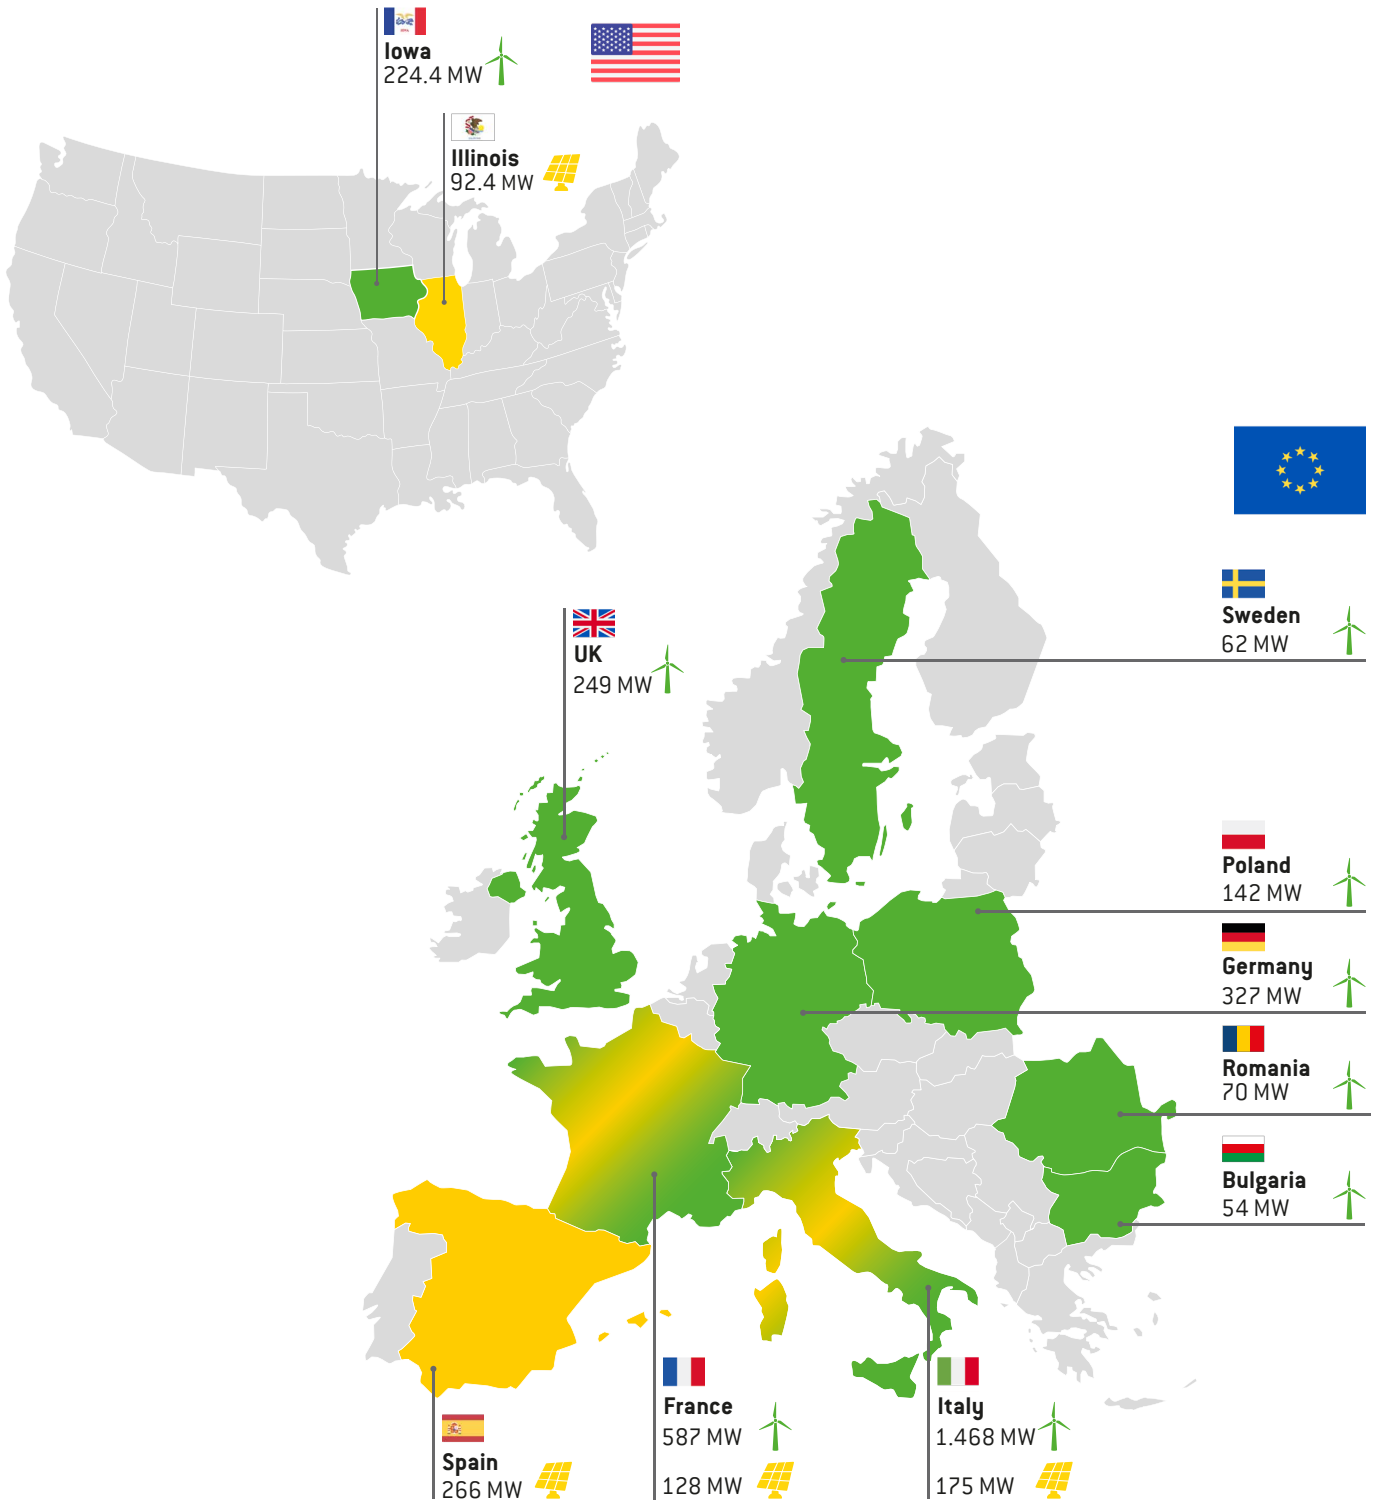 Iowa
224.4 MW
Illinois
92.4 MW
Sweden
62 MW
UK
249 MW
Poland
142 MW
Germany
327 MW
Romania
70 MW
Bulgaria
54 MW
France
587 MW
128 MW
Italy
1.468 MW
175 MW
Spain
266 MW